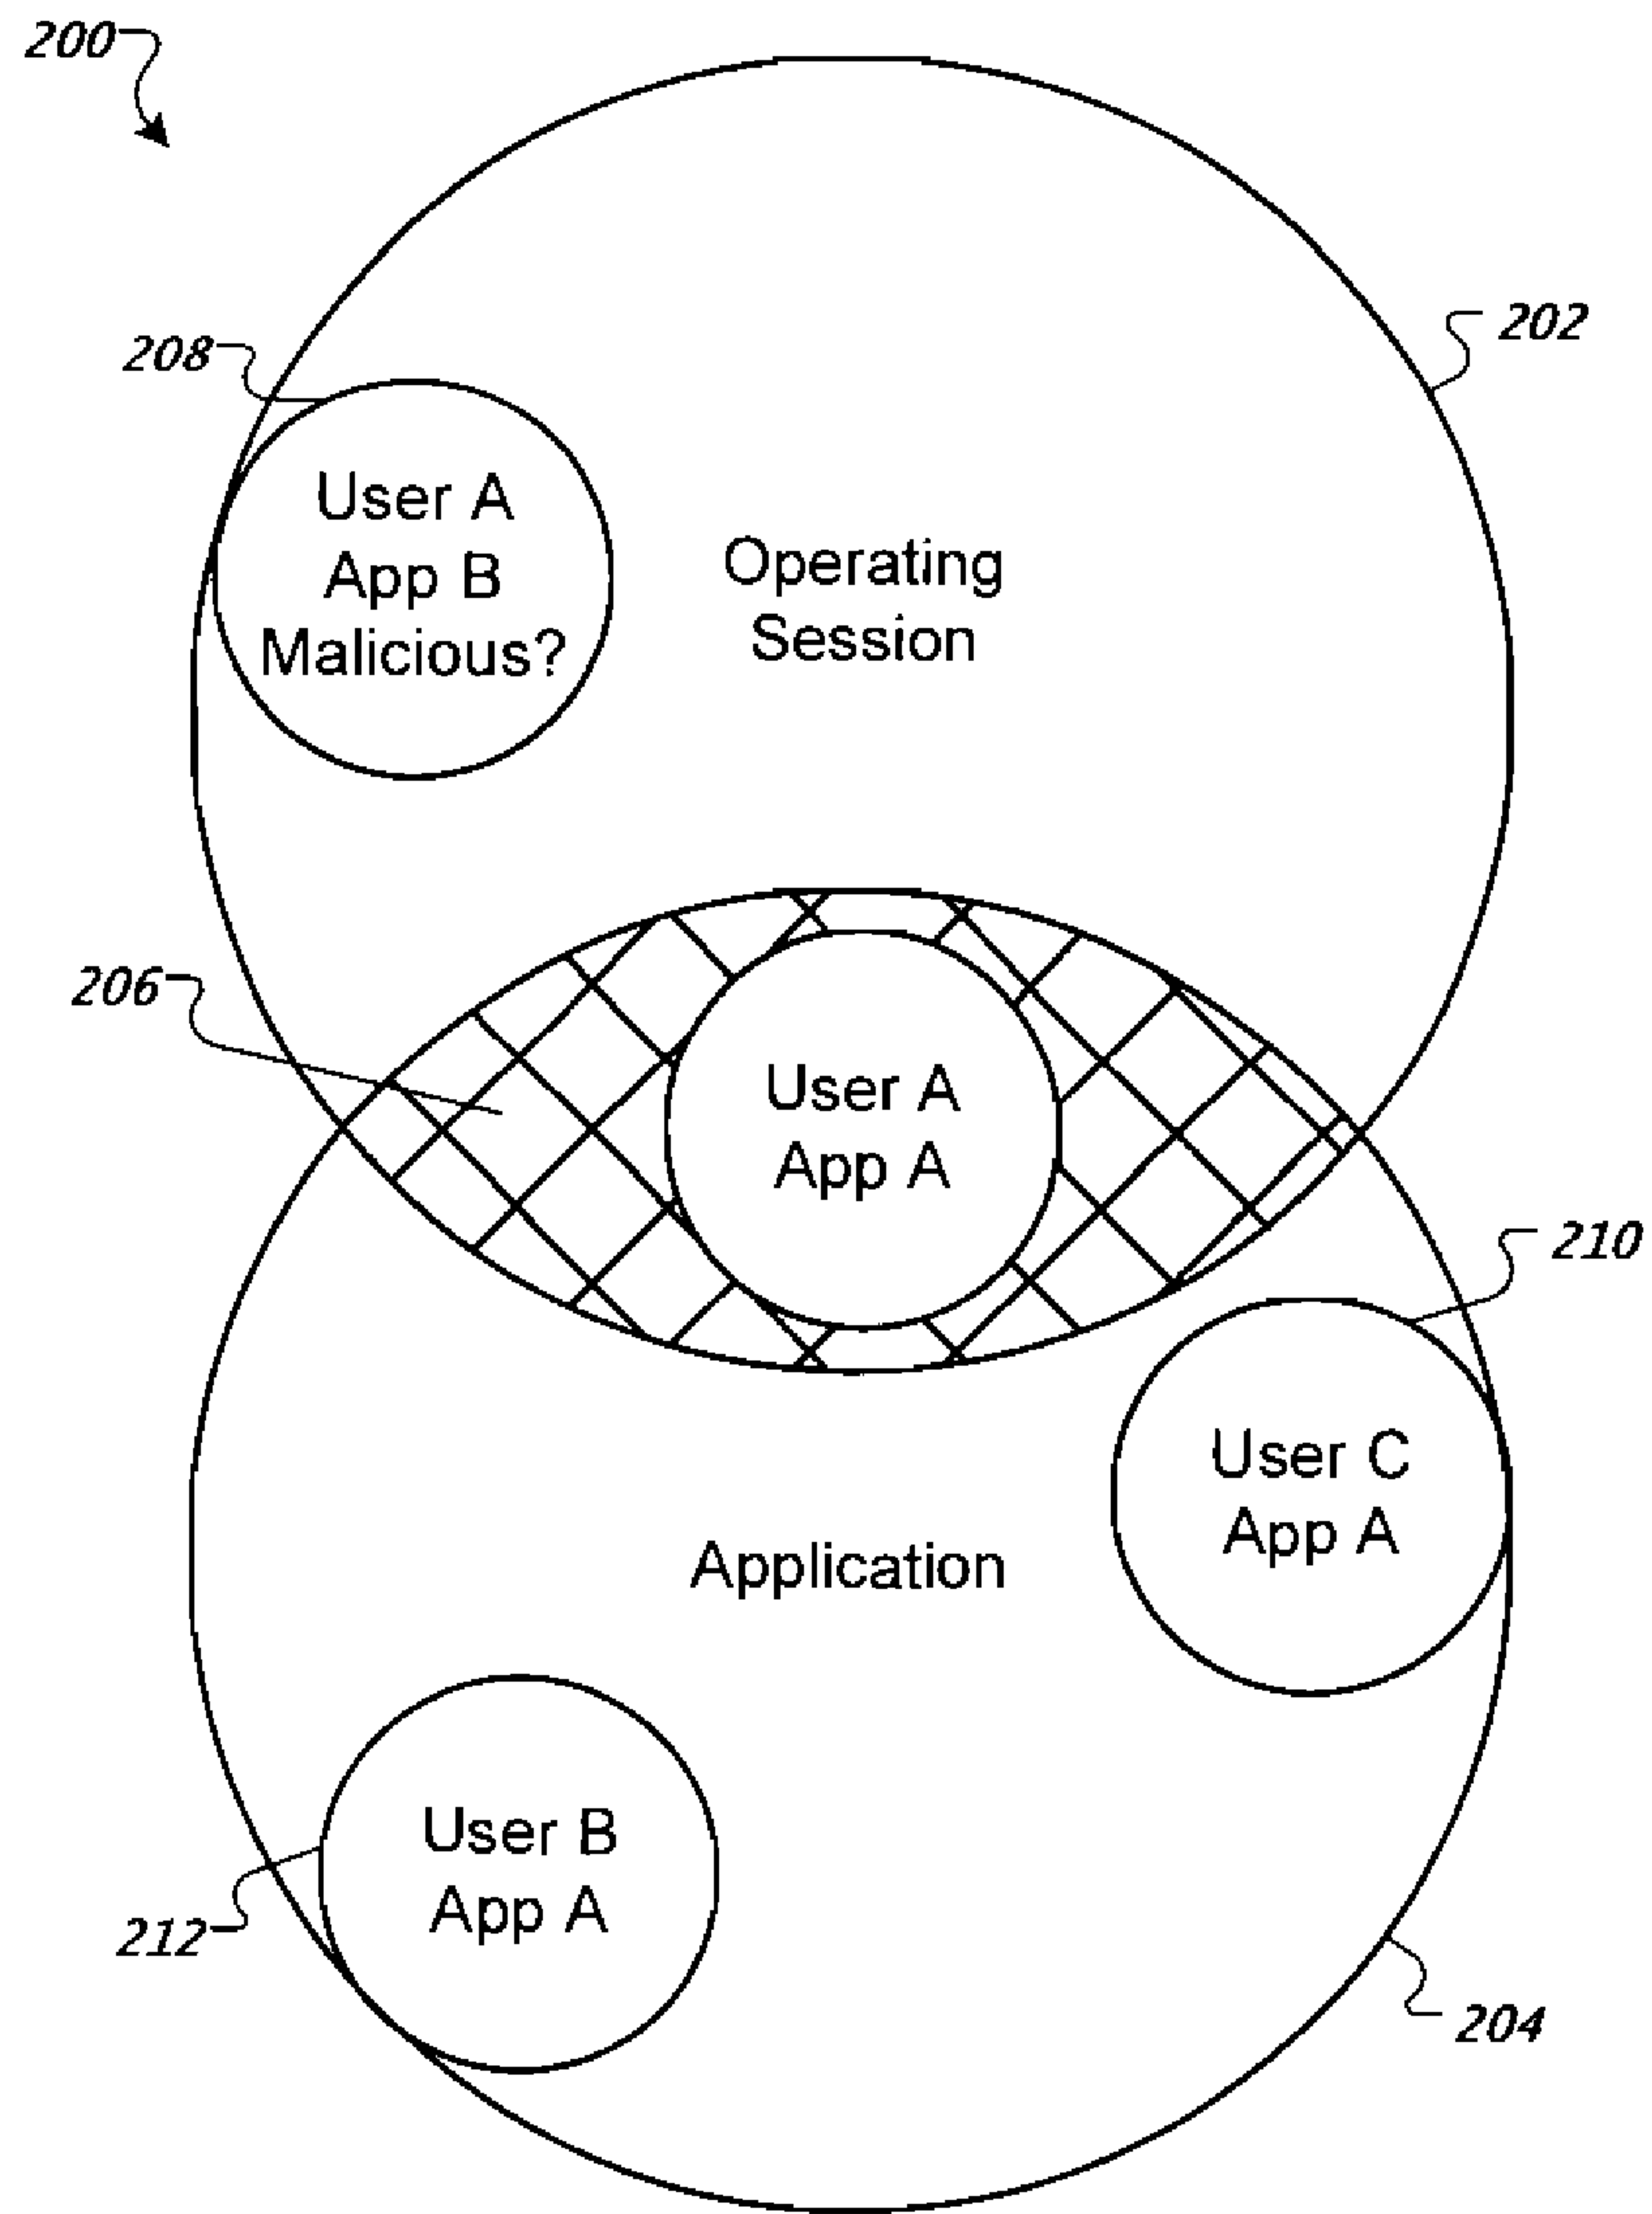 200
202
208
User A
App B
Malicious?
Operating
Session
206
User A
App A
210
User C
App A
Application
User B
App A
212
204